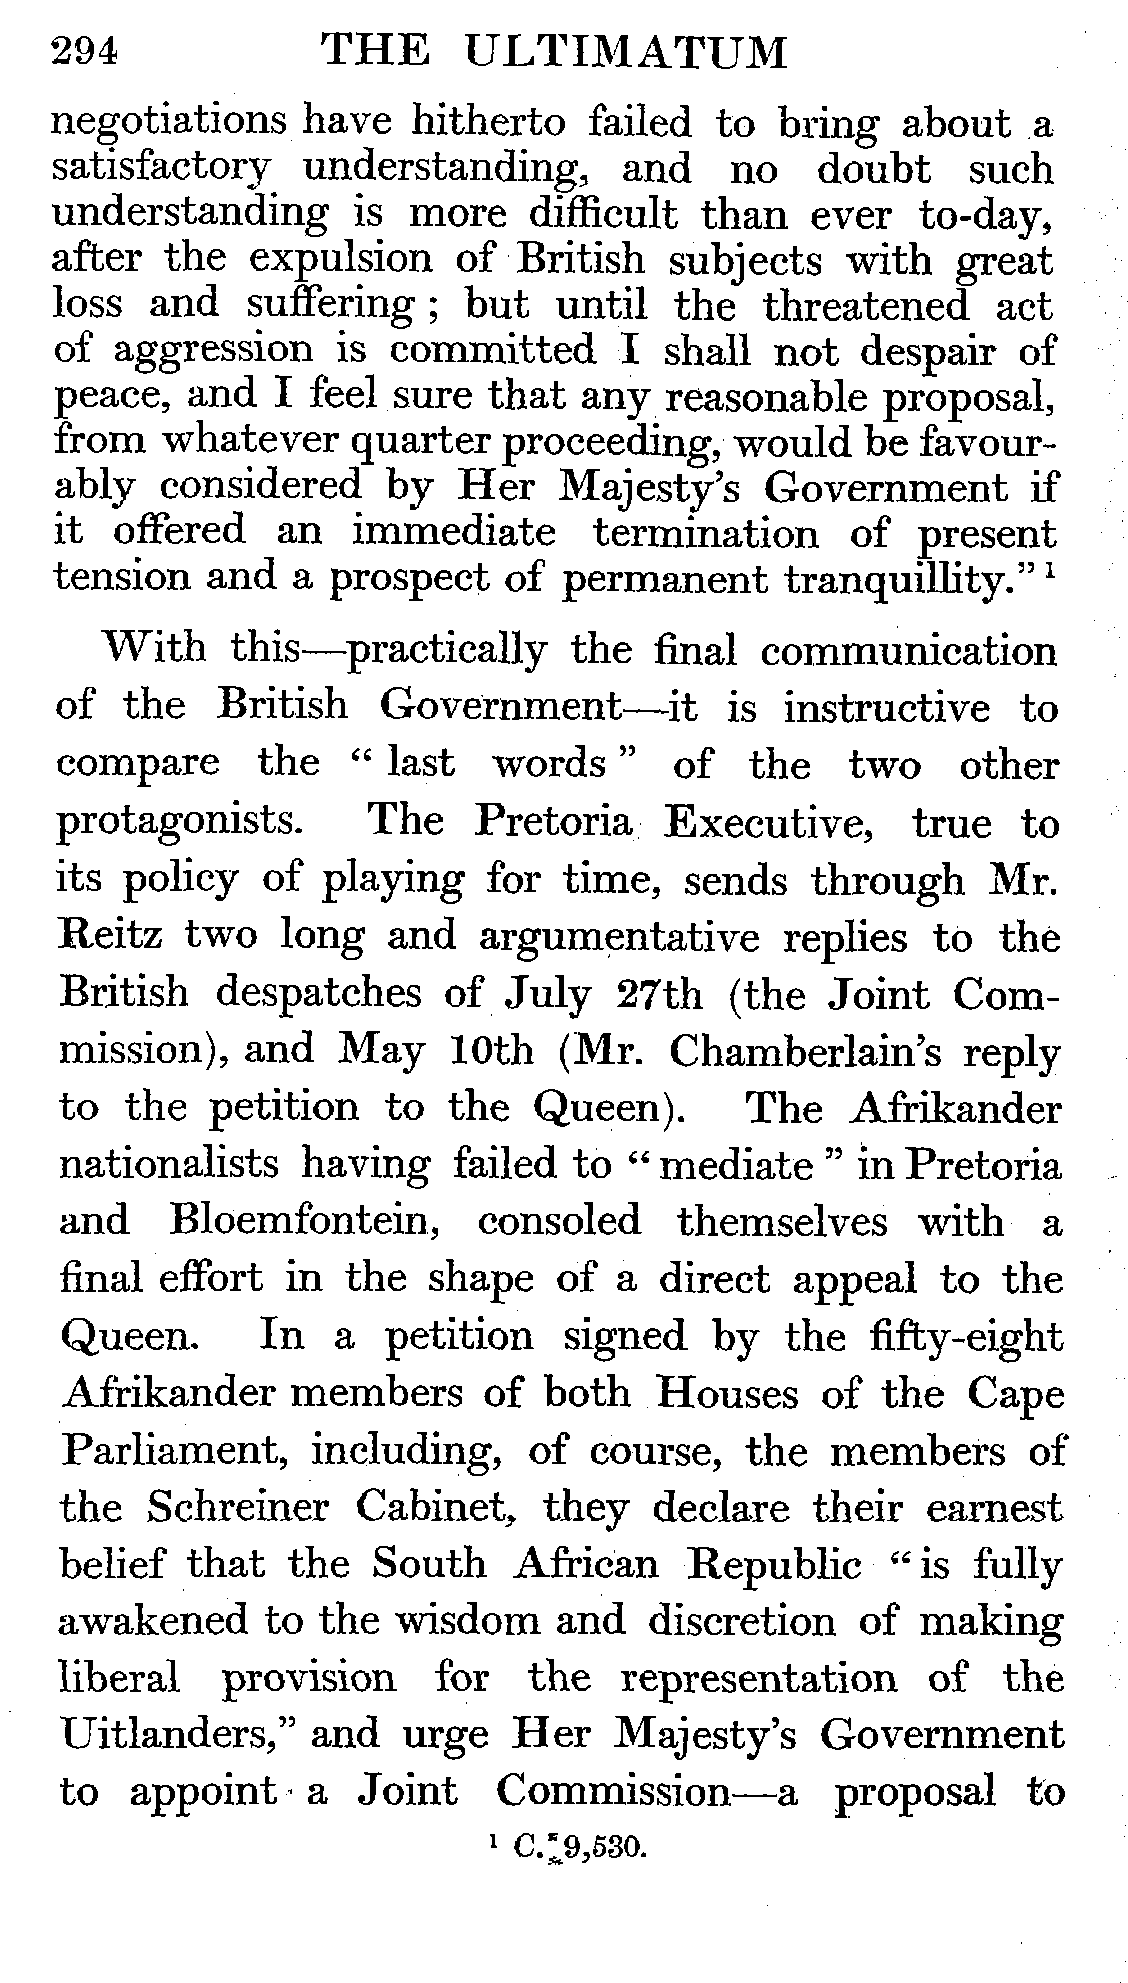 294 THE ULTIMATUM
negotiations have hitherto failed to bring about a
satisfactory understanding, and no doubt such
understanding is more difficult than ever to-day,
after the expulsion of British subjects with great
loss and suffering ; but until the threatened act
of aggression is committed I shall not despair of
peace, and I feel sure that any reasonable proposal,
from whatever quarter proceeding, would be favour-
ably considered by Her Majesty's Government if
it offered an immediate termination of present
tension and a prospect of permanent tranquillity." ¹
With this—practically the final communication
of the British Government—it is instructive to
compare the " last words " of the two other
protagonists. The Pretoria Executive, true to
its policy of playing for time, sends through Mr.
Reitz two long and argumentative replies to the
British despatches of July 27th (the Joint Com-
mission), and May 10th (Mr. Chamberlain's reply
to the petition to the Queen). The Afrikander
nationalists having failed to " mediate " in Pretoria
and Bloemfontein, consoled themselves with a
final effort in the shape of a direct appeal to the
Queen. In a petition signed by the fifty-eight
Afrikander members of both Houses of the Cape
Parliament, including, of course, the members of
the Schreiner Cabinet, they declare their earnest
belief that the South African Republic " is fully
awakened to the wisdom and discretion of making
liberal provision for the representation of the
Uitlanders," and urge Her Majesty's Government
to appoint a Joint Commission—a proposal to
¹ C. 9,530.